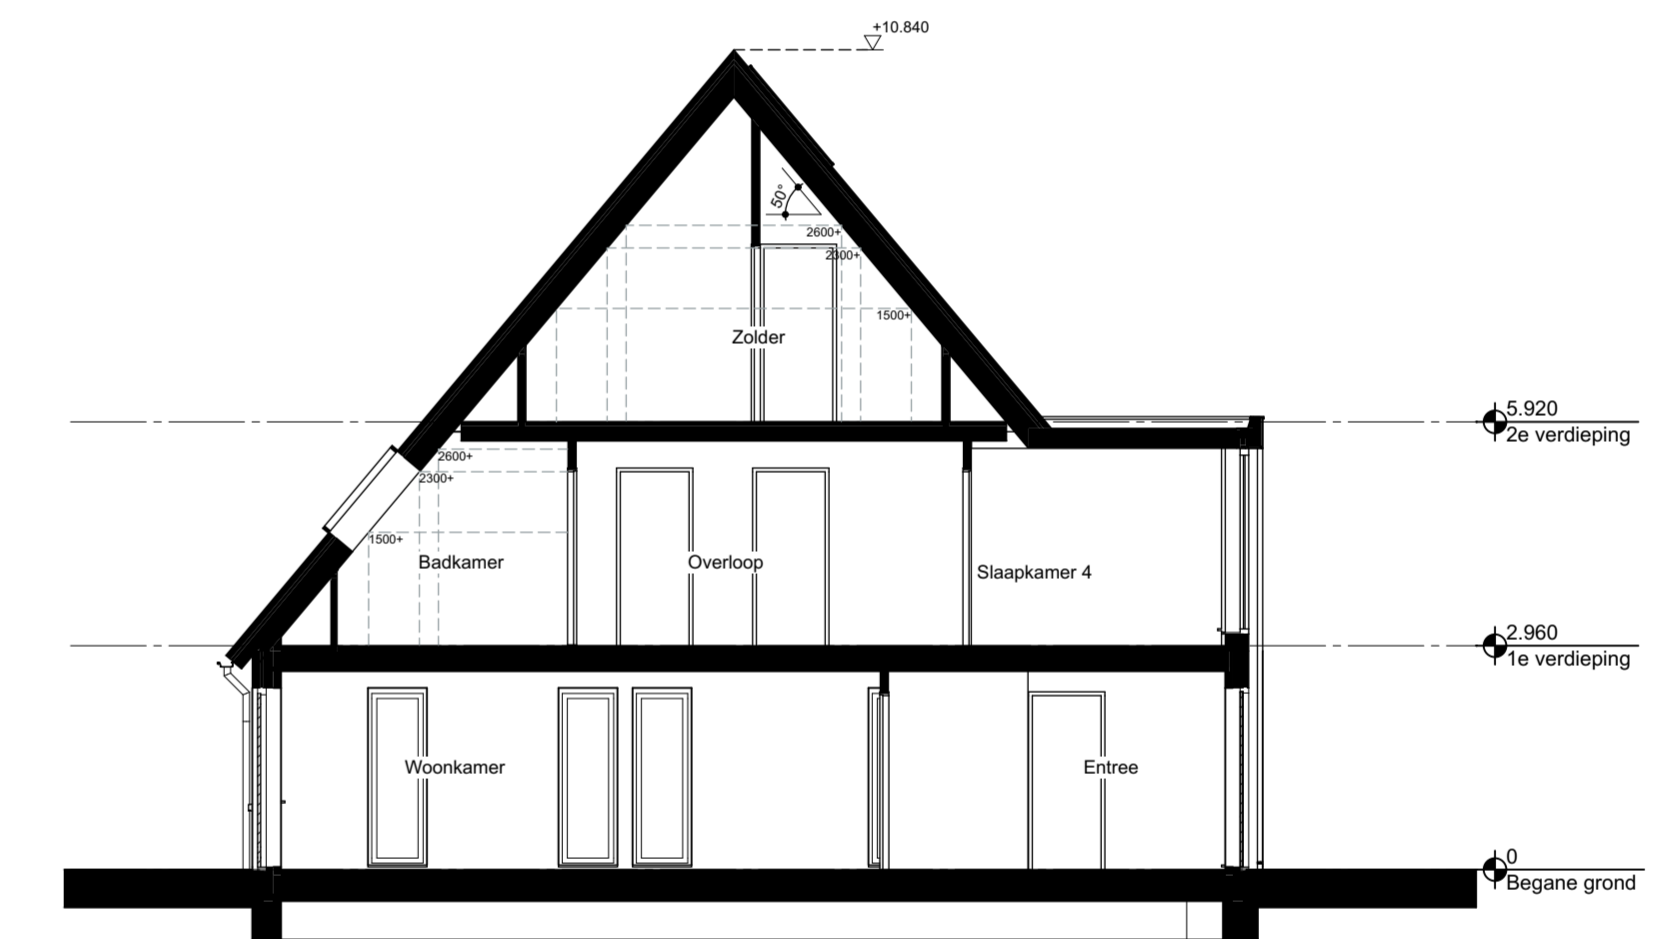 +10.840
50°
2600+
2300+
1500+
Zolder
5.920
2e verdieping
2600+
2300+
1500+
Badkamer
Overloop
Slaapkamer 4
2.960
1e verdieping
Woonkamer
Entree
0
Begane grond